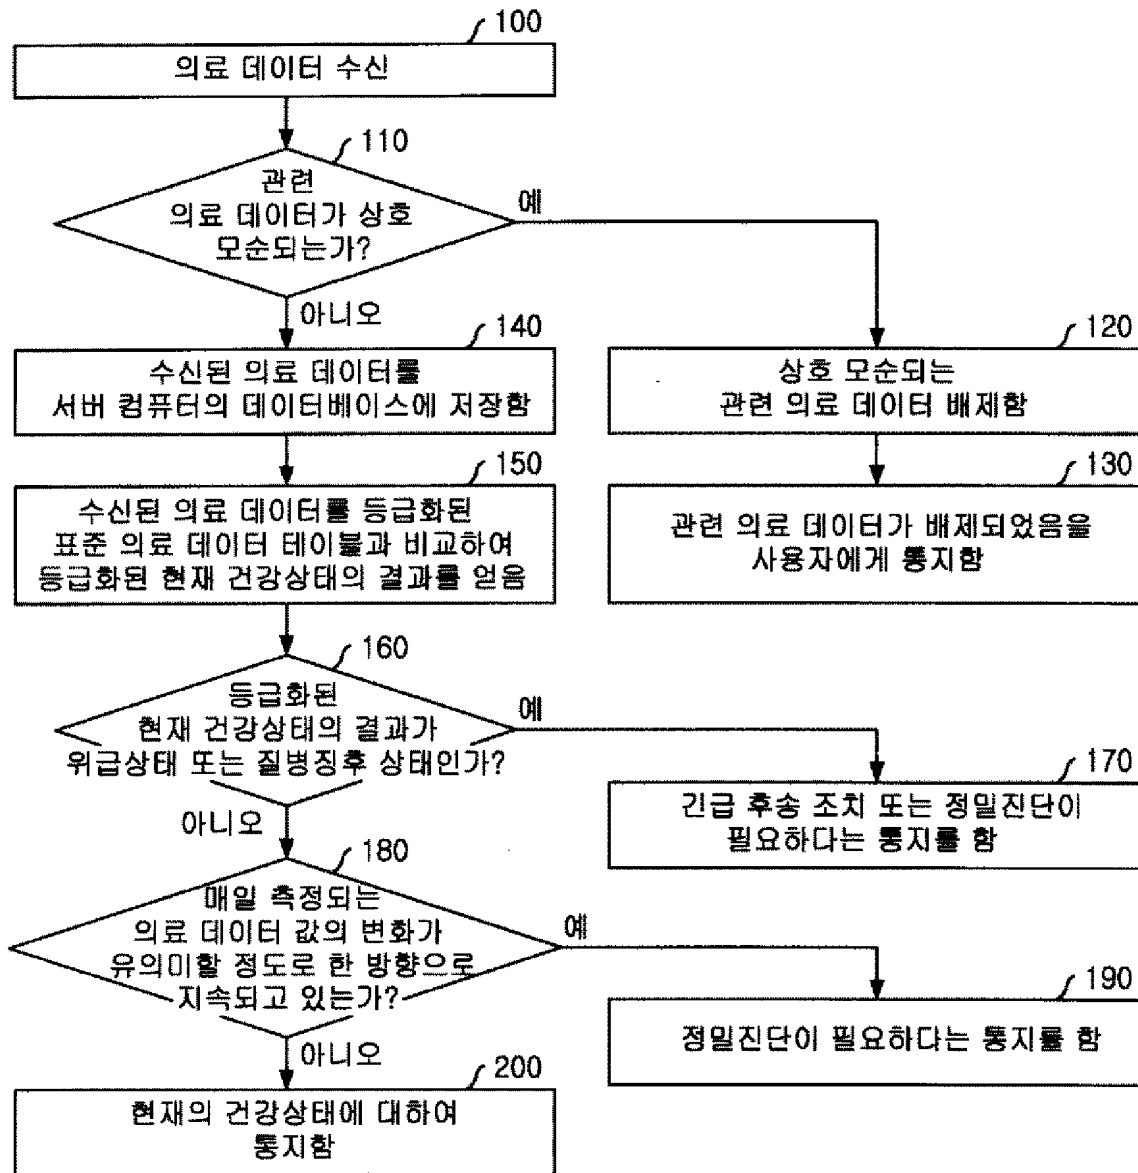 100
의료 데이터 수신
110
관련
의료 데이터가 상호
모순되는가?
예
아니오
140
수신된 의료 데이터를
서버 컴퓨터의 데이터베이스에 저장함
120
상호 모순되는
관련 의료 데이터 배제함
150
수신된 의료 데이터를 등급화된
표준 의료 데이터 테이블과 비교하여
등급화된 현재 건강상태의 결과를 얻음
130
관련 의료 데이터가 배제되었음을
사용자에게 통지함
160
등급화된
현재 건강상태의 결과가
위급상태 또는 질병징후 상태인가?
예
아니오
170
긴급 후송 조치 또는 정밀진단이
필요하다는 통지를 함
180
매일 측정되는
의료 데이터 값의 변화가
유의미할 정도로 한 방향으로
지속되고 있는가?
예
아니오
190
정밀진단이 필요하다는 통지를 함
200
현재의 건강상태에 대하여
통지함